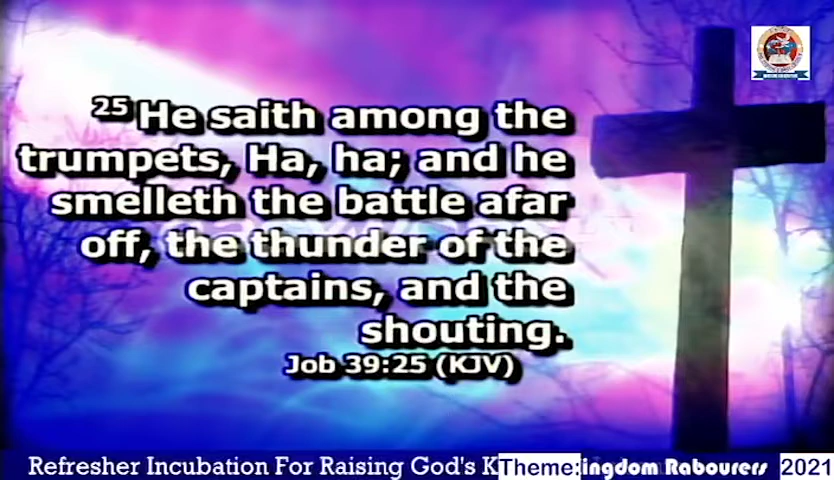 25 He saith among the
trumpets, Ha, ha; and he
smelleth the battle afar
off, the thunder of the
captains, and the
shouting.
Job 39:25 (KJV)
Refresher Incubation For Raising God's K
Theme:
ingdom Rabourers
2021